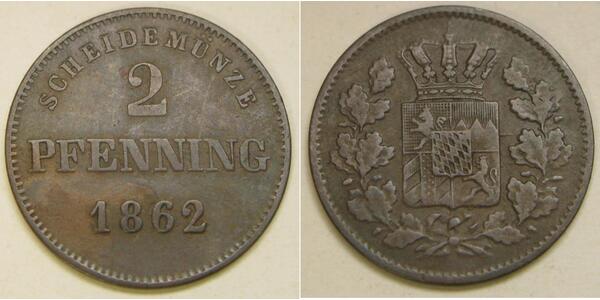 SCHEIDEMÜNZE
2
PFENNING
1862